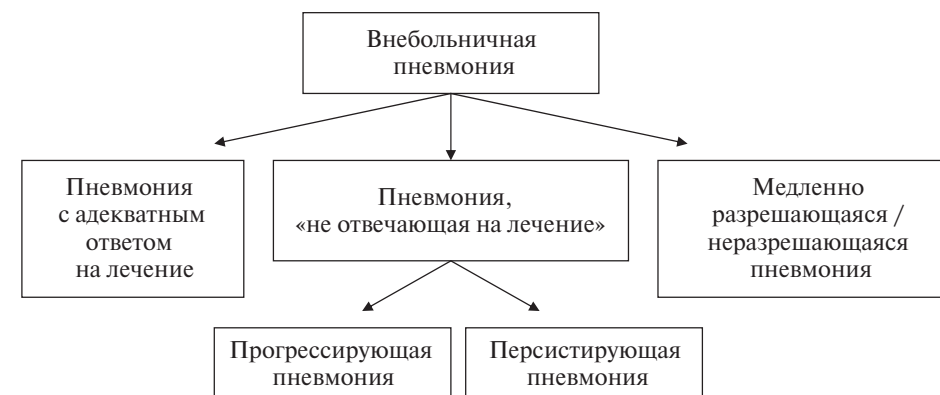 Внебольничная
пневмония
Пневмония
с адекватным
ответом
на лечение
Пневмония,
«не отвечающая на лечение»
Медленно
разрешающаяся /
неразрешающаяся
пневмония
Прогрессирующая
пневмония
Персистирующая
пневмония